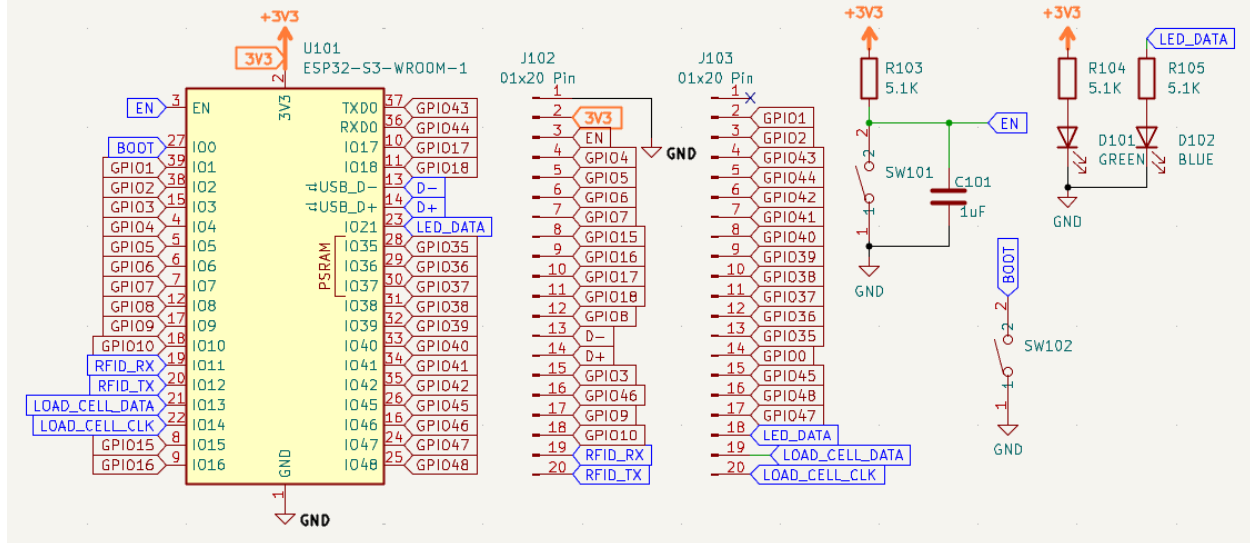 +3V3
3V3
U101
ESP32-S3-WROOM-1
2
3V3
EN 3 EN
BOOT 27 IO0
GPIO1 39 IO1
GPIO2 38 IO2
GPIO3 15 IO3
GPIO4 4 IO4
GPIO5 5 IO5
GPIO6 6 IO6
GPIO7 7 IO7
GPIO8 12 IO8
GPIO9 17 IO9
GPIO10 18 IO10
RFID_RX 19 IO11
RFID_TX 20 IO12
LOAD_CELL_DATA 21 IO13
LOAD_CELL_CLK 22 IO14
GPIO15 8 IO15
GPIO16 9 IO16
TXD0 37 GPIO43
RXD0 36 GPIO44
IO17 10 GPIO17
IO18 11 GPIO18
USB_D- 13 D-
USB_D+ 14 D+
IO21 23 LED_DATA
IO35 28 GPIO35
IO36 29 GPIO36
IO37 30 GPIO37
IO38 31 GPIO38
IO39 32 GPIO39
IO40 33 GPIO40
IO41 34 GPIO41
IO42 35 GPIO42
IO45 26 GPIO45
IO46 16 GPIO46
IO47 24 GPIO47
IO48 25 GPIO48
PSRAM
GND
1
GND
J102
01x20 Pin
1
2 3V3
3 EN
4 GPIO4
5 GPIO5
6 GPIO6
7 GPIO7
8 GPIO15
9 GPIO16
10 GPIO17
11 GPIO18
12 GPIO8
13 D-
14 D+
15 GPIO3
16 GPIO46
17 GPIO9
18 GPIO10
19 RFID_RX
20 RFID_TX
GND
J103
01x20 Pin
1
2 GPIO1
3 GPIO2
4 GPIO43
5 GPIO44
6 GPIO42
7 GPIO41
8 GPIO40
9 GPIO39
10 GPIO38
11 GPIO37
12 GPIO36
13 GPIO35
14 GPIO0
15 GPIO45
16 GPIO48
17 GPIO47
18 LED_DATA
19 LOAD_CELL_DATA
20 LOAD_CELL_CLK
+3V3
R103
5.1K
EN
2
2
SW101
1
1
C101
1uF
GND
+3V3
LED_DATA
R104
5.1K
R105
5.1K
D101
GREEN
D102
BLUE
GND
BOOT
2
2
SW102
1
1
GND